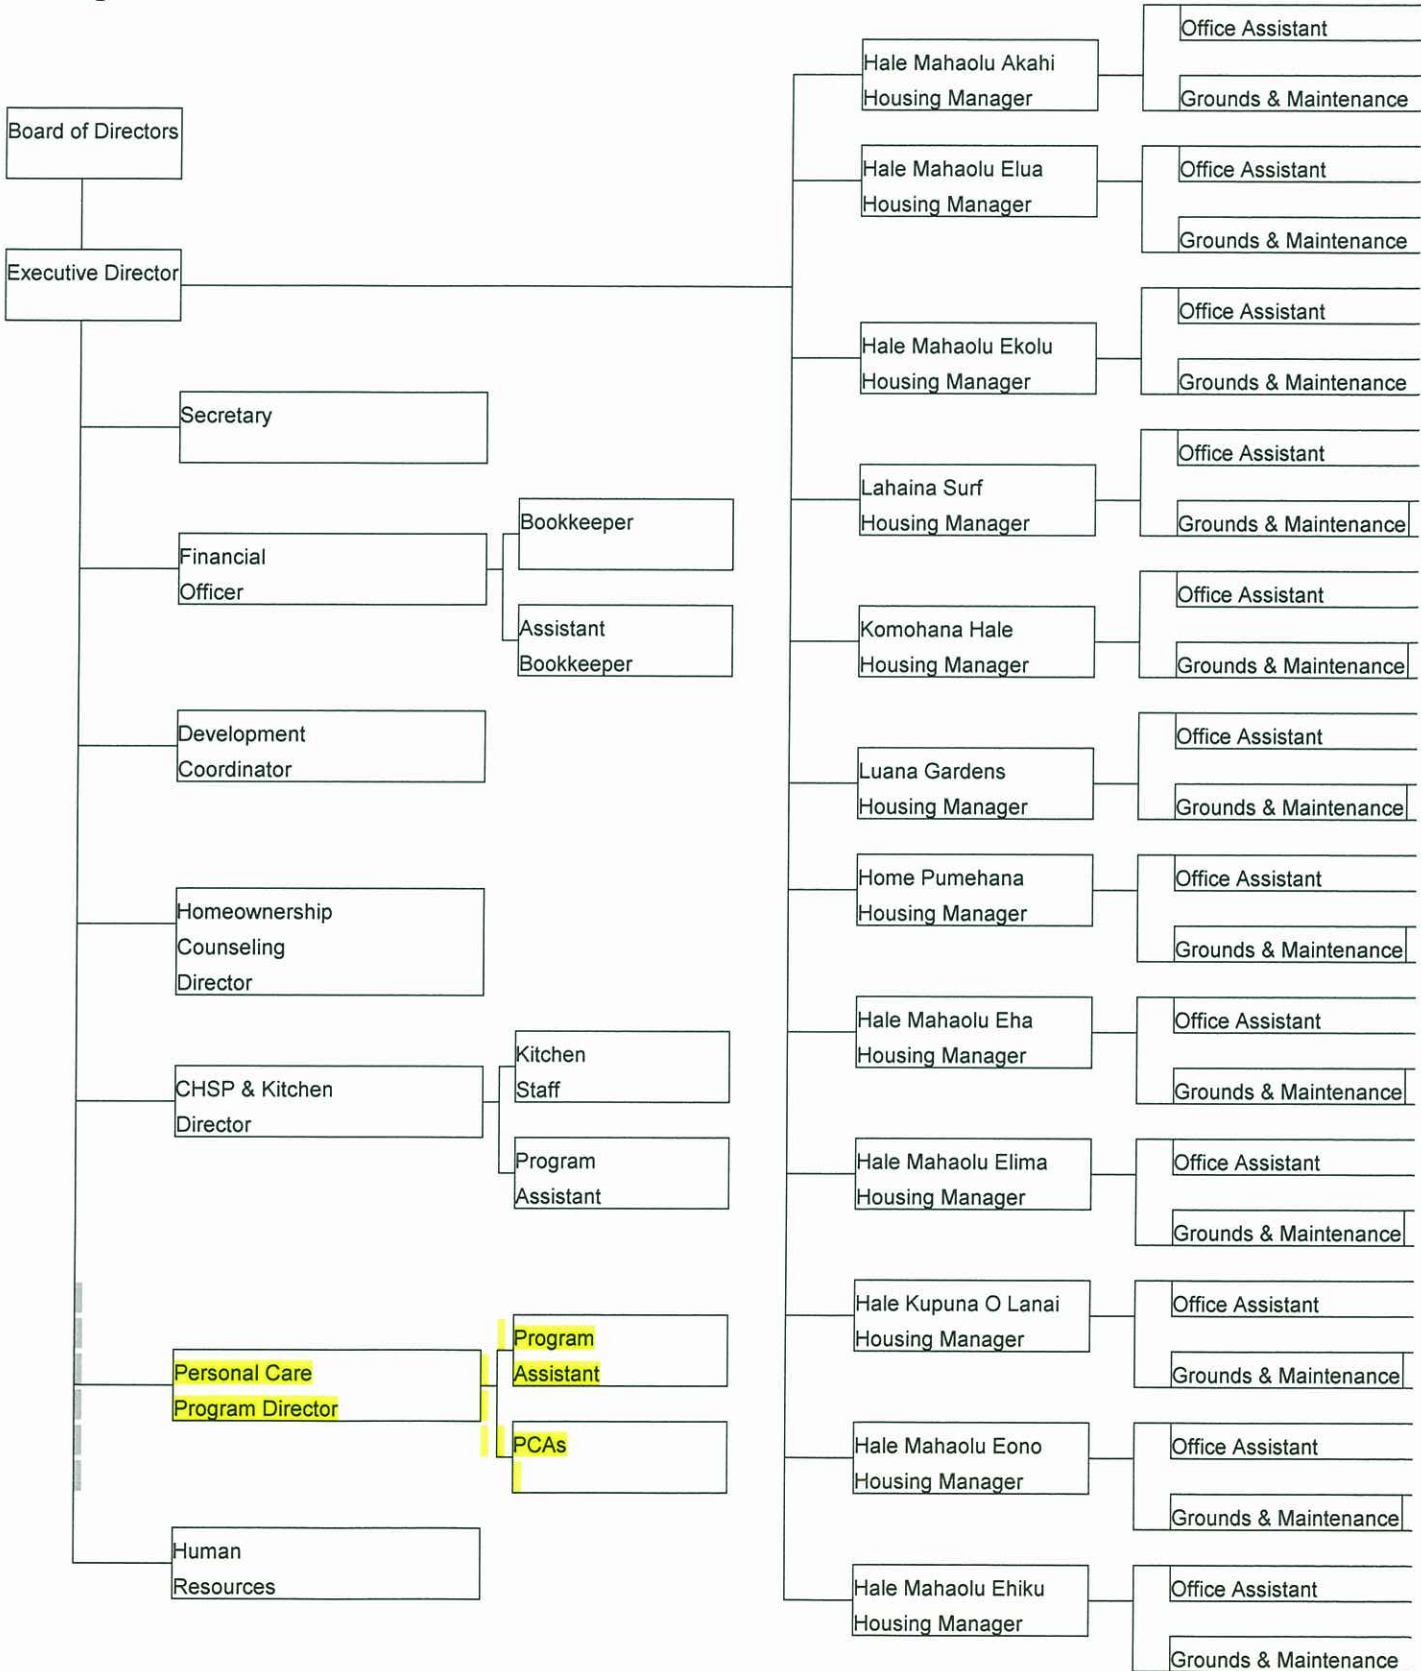 Board of Directors
Executive Director
Secretary
Financial
Officer
Bookkeeper
Assistant
Bookkeeper
Development
Coordinator
Homeownership
Counseling
Director
CHSP & Kitchen
Director
Kitchen
Staff
Program
Assistant
Personal Care
Program Director
Program
Assistant
PCAs
Human
Resources
Hale Mahaolu Akahi
Housing Manager
Office Assistant
Grounds & Maintenance
Hale Mahaolu Elua
Housing Manager
Office Assistant
Grounds & Maintenance
Hale Mahaolu Ekolu
Housing Manager
Office Assistant
Grounds & Maintenance
Lahaina Surf
Housing Manager
Office Assistant
Grounds & Maintenance
Komohana Hale
Housing Manager
Office Assistant
Grounds & Maintenance
Luana Gardens
Housing Manager
Office Assistant
Grounds & Maintenance
Home Pumehana
Housing Manager
Office Assistant
Grounds & Maintenance
Hale Mahaolu Eha
Housing Manager
Office Assistant
Grounds & Maintenance
Hale Mahaolu Elima
Housing Manager
Office Assistant
Grounds & Maintenance
Hale Kupuna O Lanai
Housing Manager
Office Assistant
Grounds & Maintenance
Hale Mahaolu Eono
Housing Manager
Office Assistant
Grounds & Maintenance
Hale Mahaolu Ehiku
Housing Manager
Office Assistant
Grounds & Maintenance